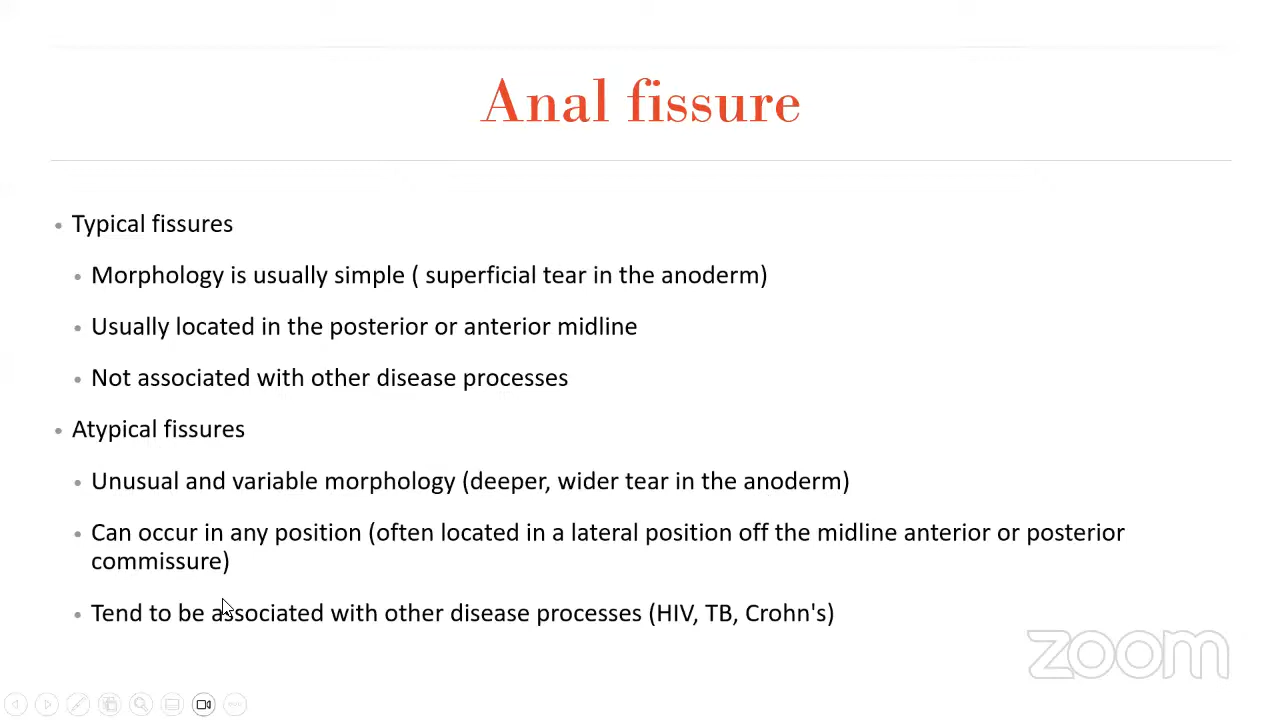 Anal fissure
• Typical fissures
• Morphology is usually simple ( superficial tear in the anoderm)
• Usually located in the posterior or anterior midline
• Not associated with other disease processes
• Atypical fissures
• Unusual and variable morphology (deeper, wider tear in the anoderm)
• Can occur in any position (often located in a lateral position off the midline anterior or posterior
commissure)
• Tend to be associated with other disease processes (HIV, TB, Crohn's)
zoom